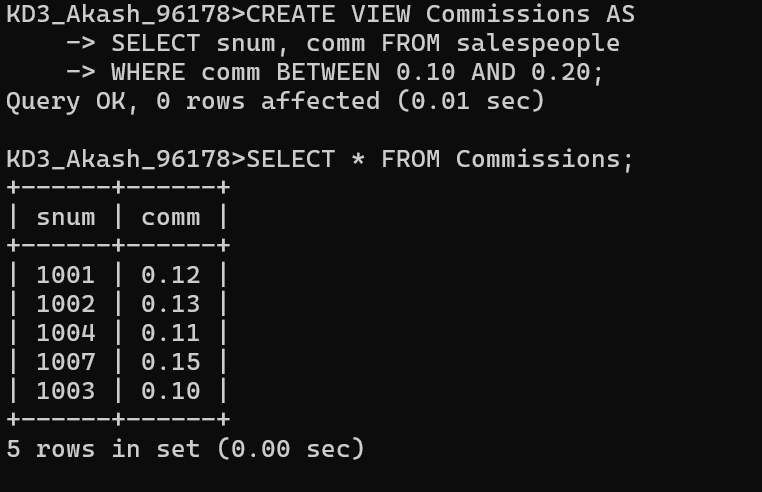 KD3_Akash_96178>CREATE VIEW Commissions AS
    -> SELECT snum, comm FROM salespeople
    -> WHERE comm BETWEEN 0.10 AND 0.20;
Query OK, 0 rows affected (0.01 sec)

KD3_Akash_96178>SELECT * FROM Commissions;
+------+------+
| snum | comm |
+------+------+
| 1001 | 0.12 |
| 1002 | 0.13 |
| 1004 | 0.11 |
| 1007 | 0.15 |
| 1003 | 0.10 |
+------+------+
5 rows in set (0.00 sec)